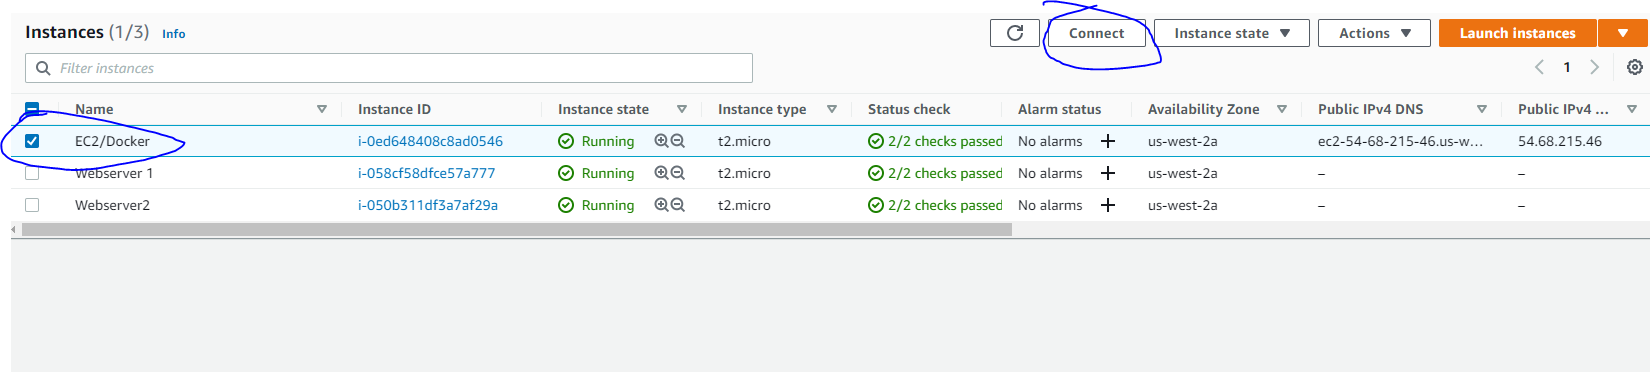 Instances (1/3) Info Connect Instance state Actions Launch instances
Filter instances 1
Name Instance ID Instance state Instance type Status check Alarm status Availability Zone Public IPv4 DNS Public IPv4 ...
EC2/Docker i-0ed648408c8ad0546 Running t2.micro 2/2 checks passed No alarms + us-west-2a ec2-54-68-215-46.us-w... 54.68.215.46
Webserver 1 i-058cf58dfce57a777 Running t2.micro 2/2 checks passed No alarms + us-west-2a – –
Webserver2 i-050b311df3a7af29a Running t2.micro 2/2 checks passed No alarms + us-west-2a – –